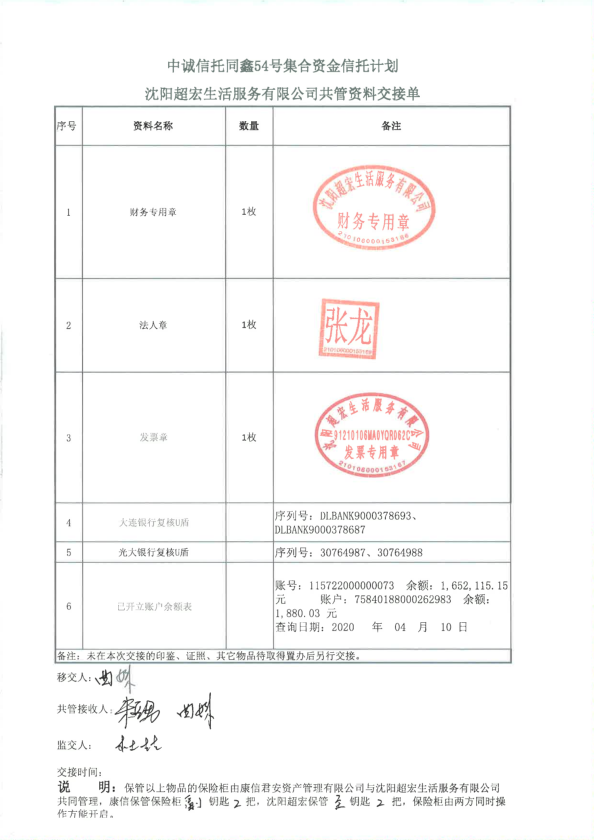 中诚信托同鑫54号集合资金信托计划
沈阳超宏生活服务有限公司共管资料交接单
序号 资料名称 数量 备注
1 财务专用章 1枚
沈阳超宏生活服务有限公司
财务专用章
2 法人章 1枚
张龙
3 发票章 1枚
沈阳超宏生活服务有限公司
91210106MA0YQR062C
发票专用章
4 大连银行复核U盾 序列号：DLBANK9000378693、
DLBANK9000378687
5 光大银行复核U盾 序列号：30764987、30764988
6 已开立账户余额表 账号：115722000000073 余额：1,652,115.15
元 账户：75840188000262983 余额：
1,880.03 元
查询日期：2020 年 04 月 10 日
备注：未在本次交接的印鉴、证照、其它物品待取得置办后另行交接。
移交人：
共管接收人：
监交人：
交接时间：
说 明：保管以上物品的保险柜由康信君安资产管理有限公司与沈阳超宏生活服务有限公司
共同管理，康信保管保险柜 副 钥匙 2 把，沈阳超宏保管 主 钥匙 2 把，保险柜由两方同时操
作方能开启。